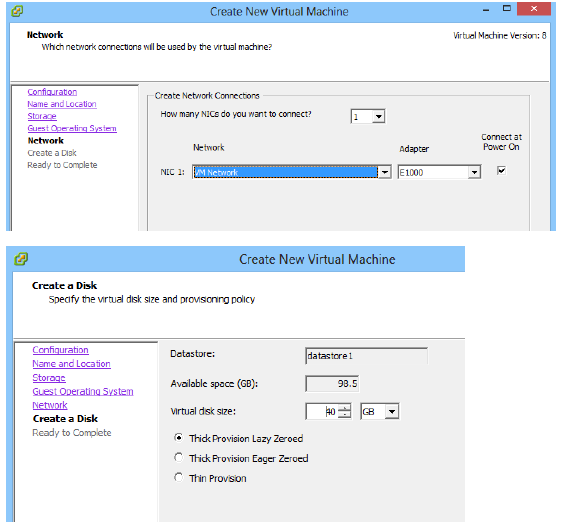 Create New Virtual Machine
Network
Which network connections will be used by the virtual machine?
Virtual Machine Version: 8
Configuration
Name and Location
Storage
Guest Operating System
Network
Create a Disk
Ready to Complete
Create Network Connections
How many NICs do you want to connect?
1
Network
Adapter
Connect at
Power On
NIC 1:
VM Network
E1000
Create New Virtual Machine
Create a Disk
Specify the virtual disk size and provisioning policy
Configuration
Name and Location
Storage
Guest Operating System
Network
Create a Disk
Ready to Complete
Datastore:
datastore1
Available space (GB):
98.5
Virtual disk size:
40
GB
Thick Provision Lazy Zeroed
Thick Provision Eager Zeroed
Thin Provision